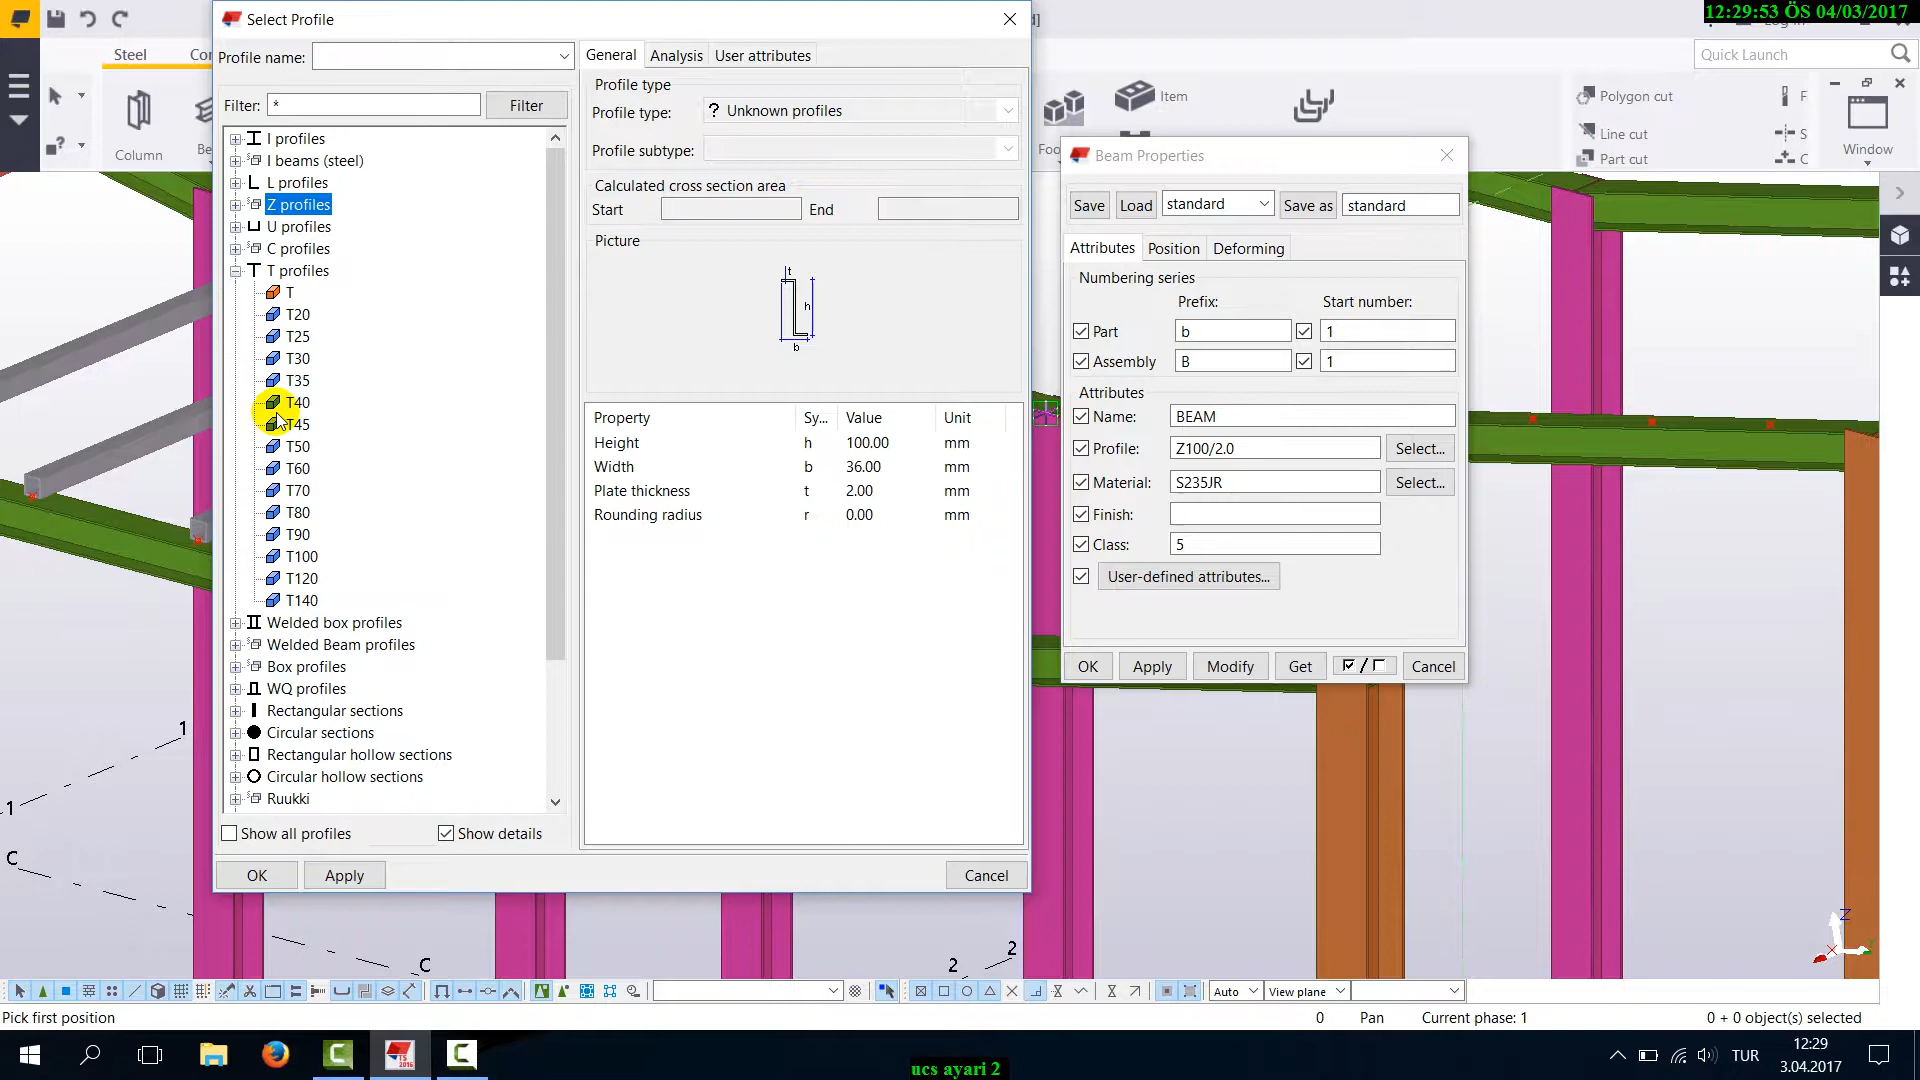 12:29:53 ÖS 04/03/2017
Select Profile
Steel
Quick Launch
Profile name:
General
Analysis
User attributes
Profile type
Filter:
*
Filter
Profile type:
? Unknown profiles
Item
Polygon cut
F
I profiles
Line cut
S
Column
Profile subtype:
Window
I beams (steel)
Beam Properties
Part cut
C
L profiles
Calculated cross section area
Z profiles
Start
End
Save
Load
standard
Save as
standard
U profiles
Picture
C profiles
Attributes
Position
Deforming
T profiles
t
h
b
Numbering series
T
Prefix:
Start number:
T20
Part
b
1
T25
Assembly
B
1
T30
Attributes
T35
T40
Property
Sy...
Value
Unit
Name:
BEAM
T45
Height
h
100.00
mm
Profile:
Z100/2.0
Select...
T50
Width
b
36.00
mm
T60
Material:
S235JR
Select...
T70
Plate thickness
t
2.00
mm
T80
Rounding radius
r
0.00
mm
Finish:
T90
Class:
5
T100
User-defined attributes...
T120
T140
Welded box profiles
Welded Beam profiles
Box profiles
OK
Apply
Modify
Get
/
Cancel
WQ profiles
Rectangular sections
Circular sections
1
Rectangular hollow sections
Circular hollow sections
Ruukki
1
Show all profiles
Show details
C
OK
Apply
Cancel
Z
2
C
2
Auto
View plane
Pick first position
0
Pan
Current phase: 1
0 + 0 object(s) selected
TS
2016
TUR
12:29
3.04.2017
ucs ayari 2